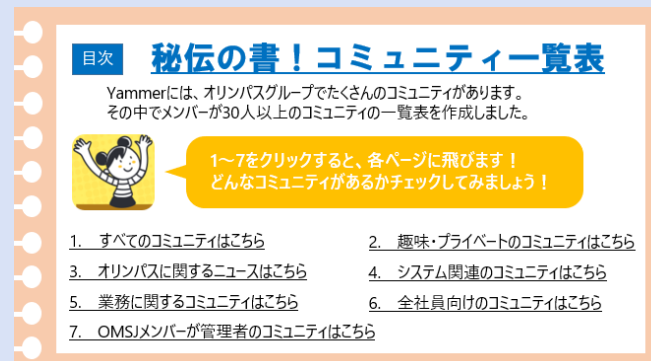 目次 秘伝の書！コミュニティ一覧表
Yammerには、オリンパスグループでたくさんのコミュニティがあります。
その中でメンバーが30人以上のコミュニティの一覧表を作成しました。
1～7をクリックすると、各ページに飛びます！
どんなコミュニティがあるかチェックしてみましょう！
1. すべてのコミュニティはこちら
2. 趣味・プライベートのコミュニティはこちら
3. オリンパスに関するニュースはこちら
4. システム関連のコミュニティはこちら
5. 業務に関するコミュニティはこちら
6. 全社員向けのコミュニティはこちら
7. OMSJメンバーが管理者のコミュニティはこちら